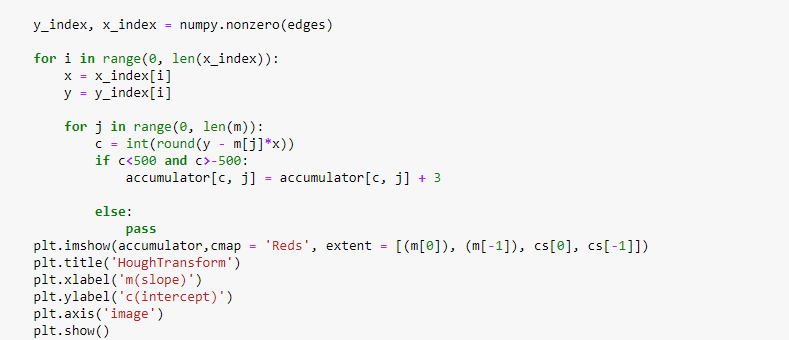 y_index, x_index = numpy.nonzero(edges)
for i in range(0, len(x_index)):
x = x_index[i]
y = y_index[i]
for j in range(0, len(m)):
c = int(round(y - m[j]*x))
if c<500 and c>-500:
accumulator[c, j] = accumulator[c, j] + 3
else:
pass
plt.imshow(accumulator,cmap = 'Reds', extent = [(m[0]), (m[-1]), cs[0], cs[-1]])
plt.title('HoughTransform')
plt.xlabel('m(slope)')
plt.ylabel('c(intercept)')
plt.axis('image')
plt.show()